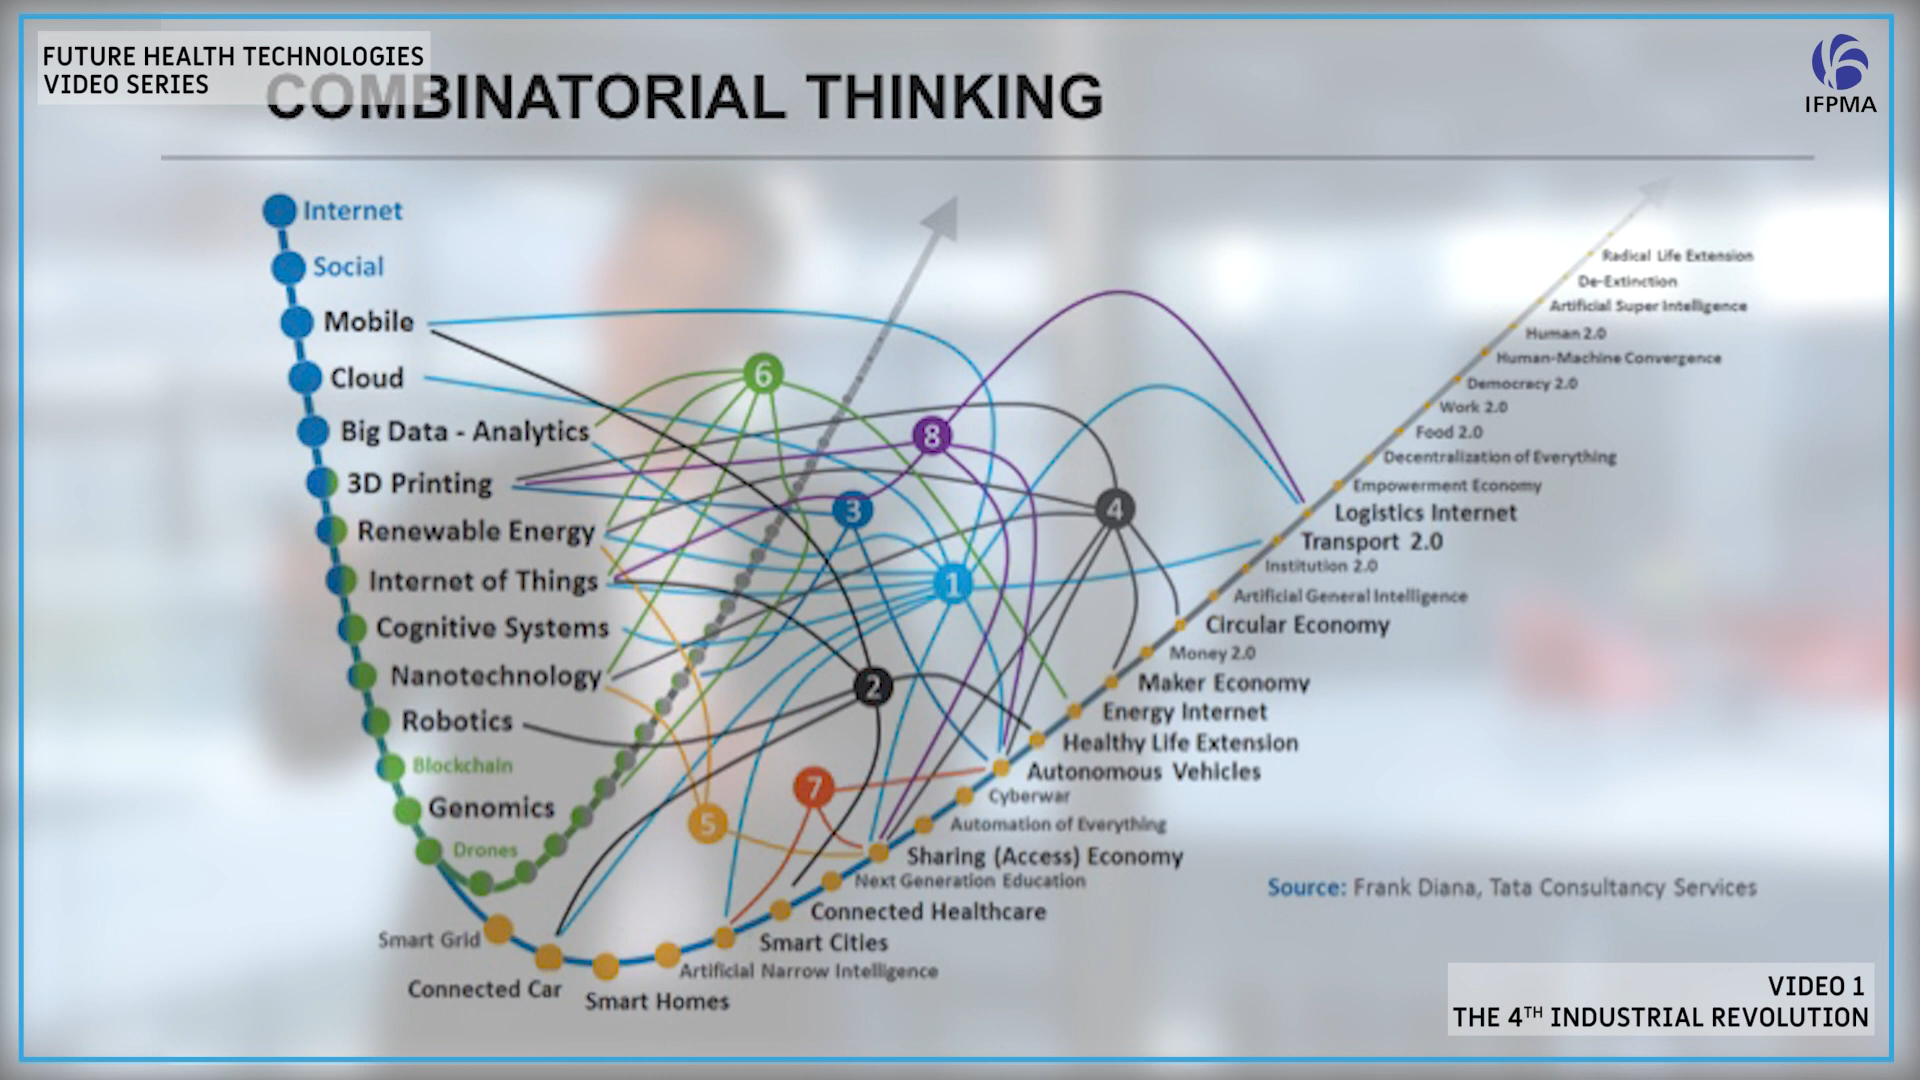 FUTURE HEALTH TECHNOLOGIES
VIDEO SERIES
IFPMA
COMBINATORIAL THINKING
Internet
Social
Mobile
Cloud
Big Data - Analytics
3D Printing
Renewable Energy
Internet of Things
Cognitive Systems
Nanotechnology
Robotics
Blockchain
Genomics
Drones
Smart Grid
Connected Car
Smart Homes
Artificial Narrow Intelligence
Smart Cities
Connected Healthcare
Next Generation Education
Sharing (Access) Economy
Automation of Everything
Cyberwar
Autonomous Vehicles
Healthy Life Extension
Energy Internet
Maker Economy
Money 2.0
Circular Economy
Artificial General Intelligence
Institution 2.0
Transport 2.0
Logistics Internet
Empowerment Economy
Decentralization of Everything
Food 2.0
Work 2.0
Democracy 2.0
Human-Machine Convergence
Human 2.0
Artificial Super Intelligence
De-Extinction
Radical Life Extension
6
8
3
4
1
2
7
5
Source: Frank Diana, Tata Consultancy Services
VIDEO 1
THE 4TH INDUSTRIAL REVOLUTION